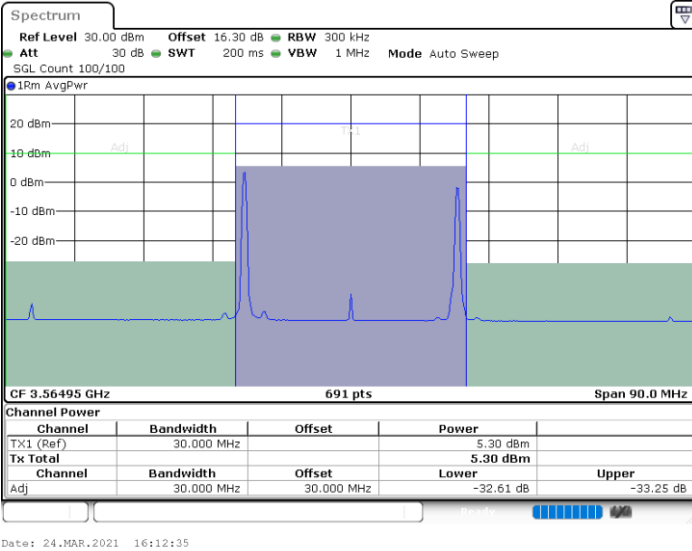 Spectrum
Ref Level 30.00 dBm Offset 16.30 dB RBW 300 kHz
Att 30 dB SWT 200 ms VBW 1 MHz Mode Auto Sweep
SGL Count 100/100
1Rm AvgPwr
20 dBm
TX1
Adj Adj
10 dBm
0 dBm
-10 dBm
-20 dBm
CF 3.56495 GHz 691 pts Span 90.0 MHz
Channel Power
Channel Bandwidth Offset Power
TX1 (Ref) 30.000 MHz 5.30 dBm
Tx Total 5.30 dBm
Channel Bandwidth Offset Lower Upper
Adj 30.000 MHz 30.000 MHz -32.61 dB -33.25 dB
Ready
Date: 24.MAR.2021 16:12:35